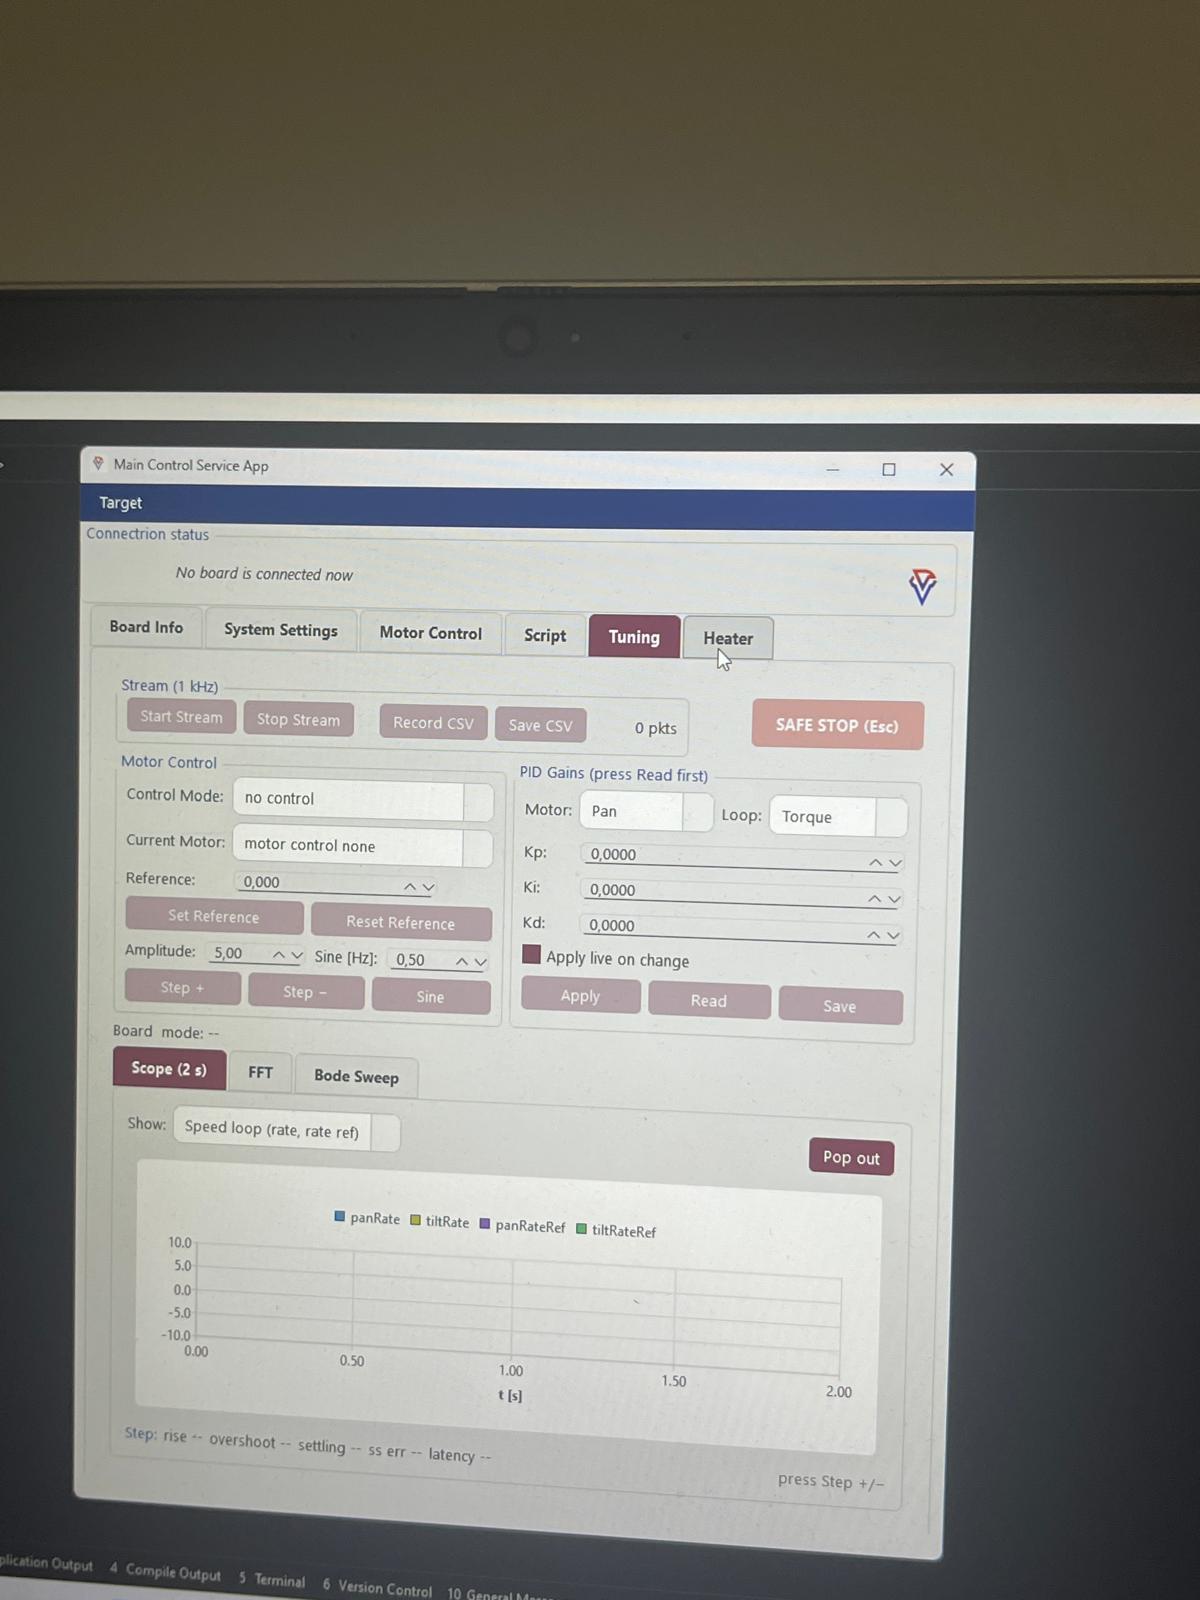 Main Control Service App
Target
Connectrion status
No board is connected now
Board Info System Settings Motor Control Script Tuning Heater
Stream (1 kHz)
Start Stream Stop Stream Record CSV Save CSV 0 pkts SAFE STOP (Esc)
Motor Control
Control Mode: no control
Current Motor: motor control none
Reference: 0,000
Set Reference Reset Reference
Amplitude: 5,00 Sine [Hz]: 0,50
Step + Step − Sine
PID Gains (press Read first)
Motor: Pan Loop: Torque
Kp: 0,0000
Ki: 0,0000
Kd: 0,0000
Apply live on change
Apply Read Save
Board mode: --
Scope (2 s) FFT Bode Sweep
Show: Speed loop (rate, rate ref)
Pop out
panRate tiltRate panRateRef tiltRateRef
10.0
5.0
0.0
-5.0
-10.0
0.00 0.50 1.00 1.50 2.00
t [s]
Step: rise -- overshoot -- settling -- ss err -- latency --
press Step +/−
plication Output 4 Compile Output 5 Terminal 6 Version Control 10 General